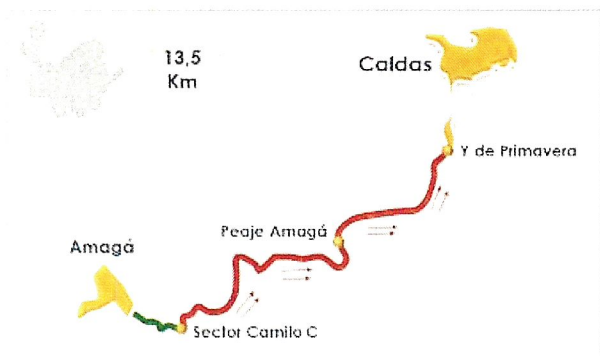 13,5
Km
Caldas
Y de Primavera
Peaje Amagá
Amagá
Sector Camilo C